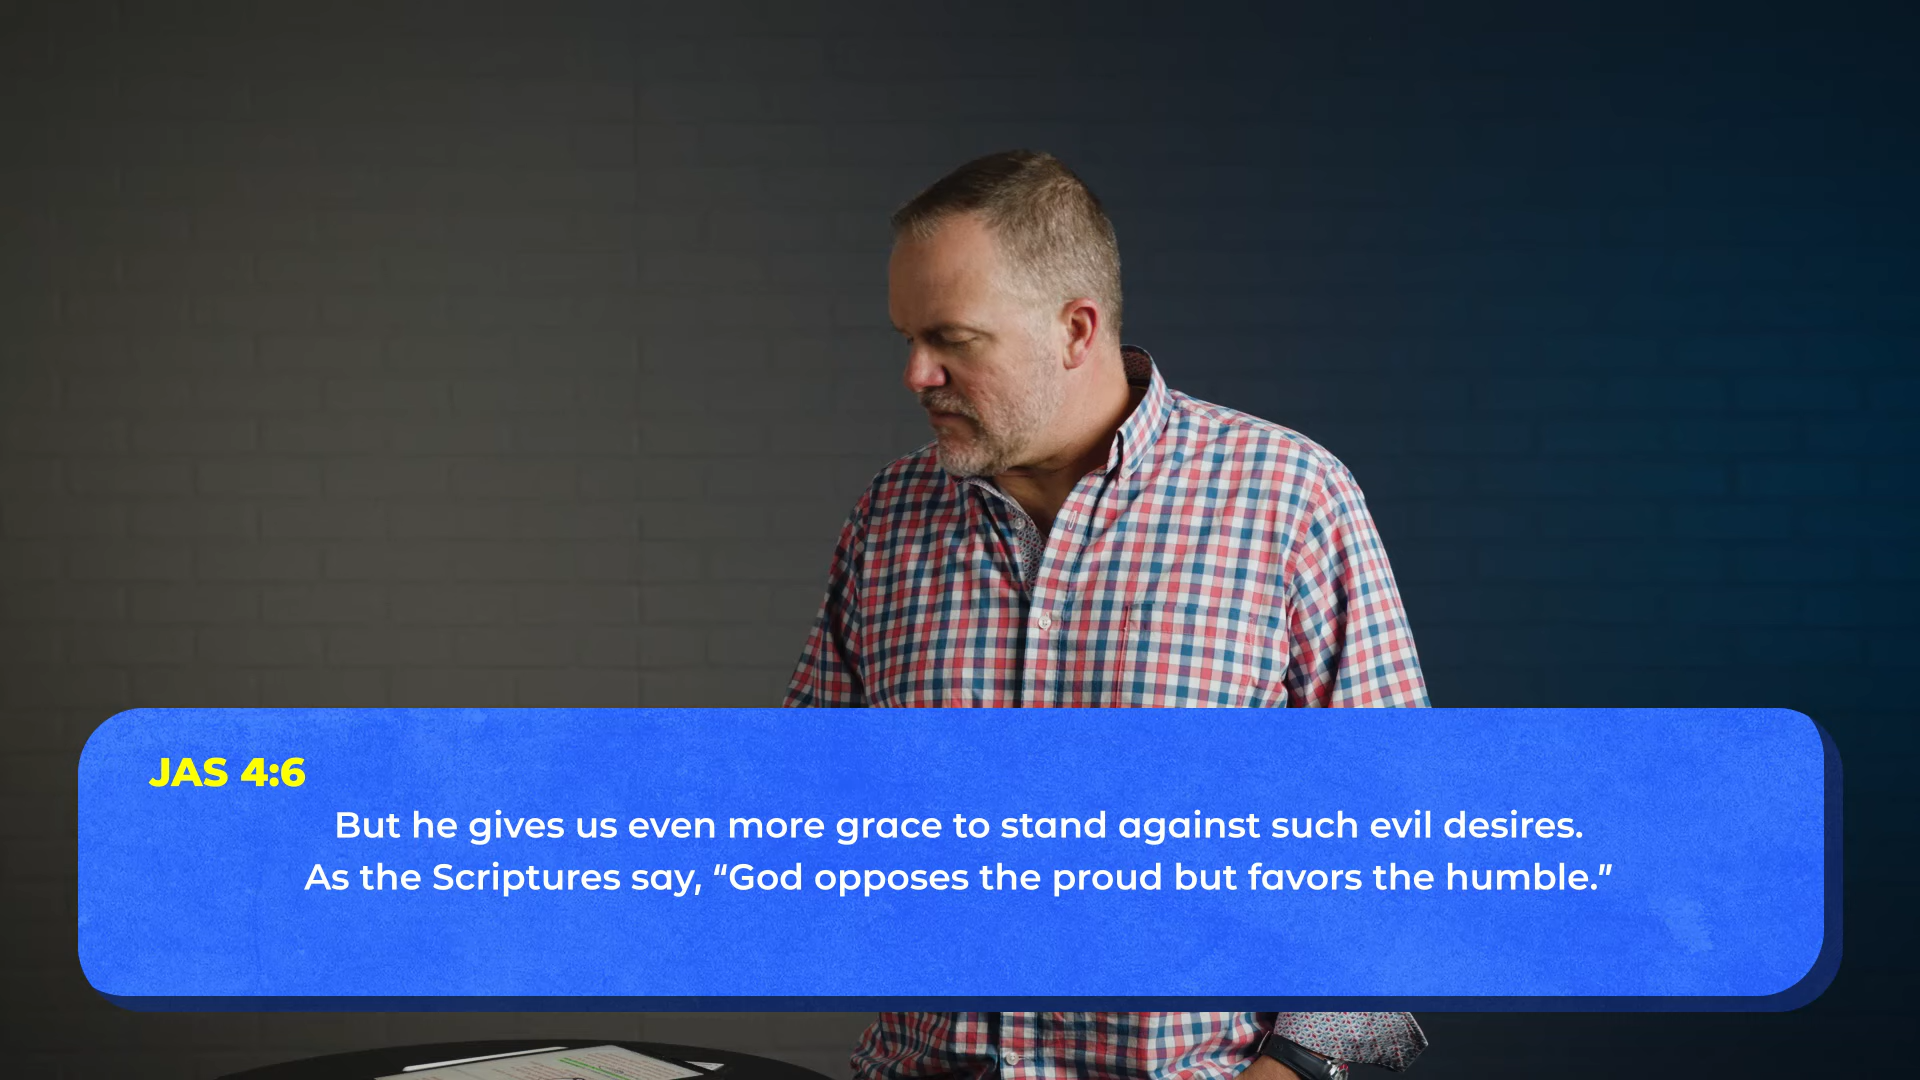 JAS 4:6
But he gives us even more grace to stand against such evil desires.
As the Scriptures say, “God opposes the proud but favors the humble.”